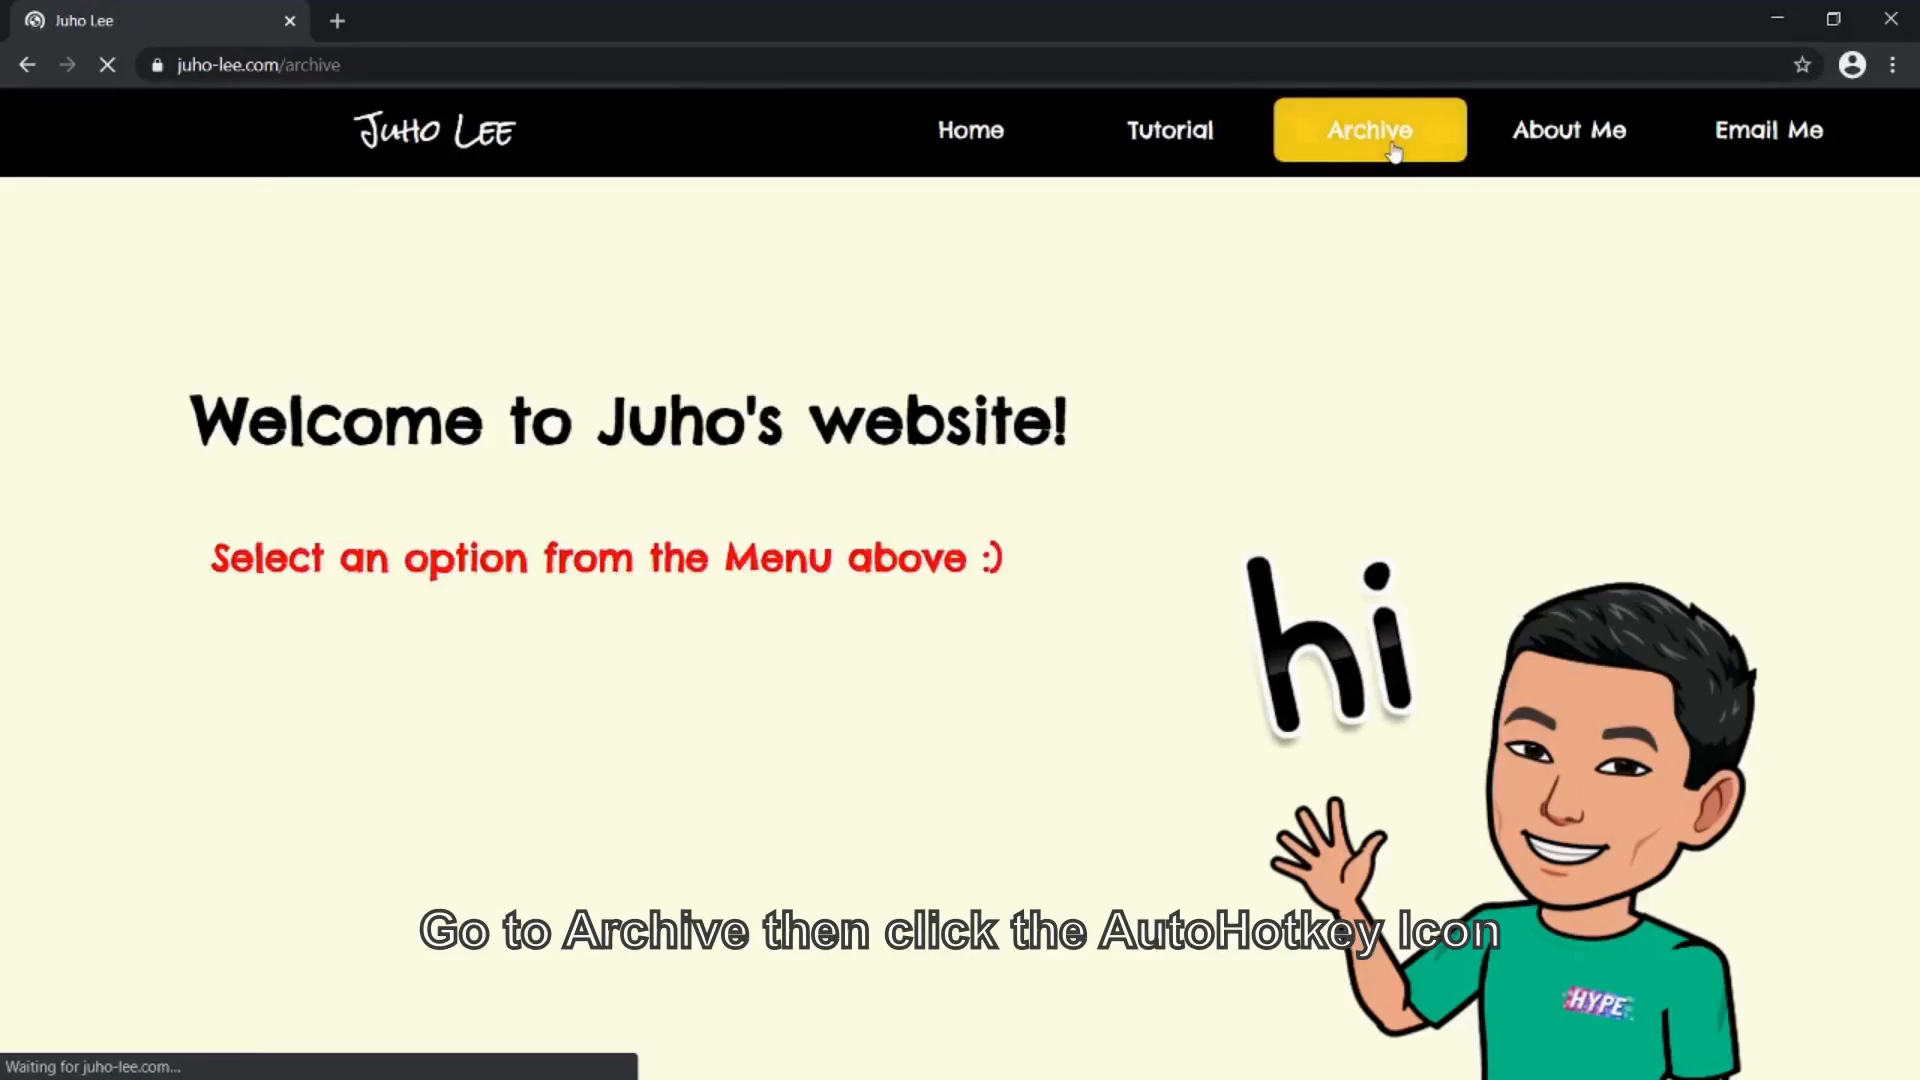 Juho Lee
juho-lee.com/archive
Juho Lee
Home
Tutorial
Archive
About Me
Email Me
Welcome to Juho's website!
Select an option from the Menu above :)
hi
Go to Archive then click the AutoHotkey Icon
HYPE
Waiting for juho-lee.com...